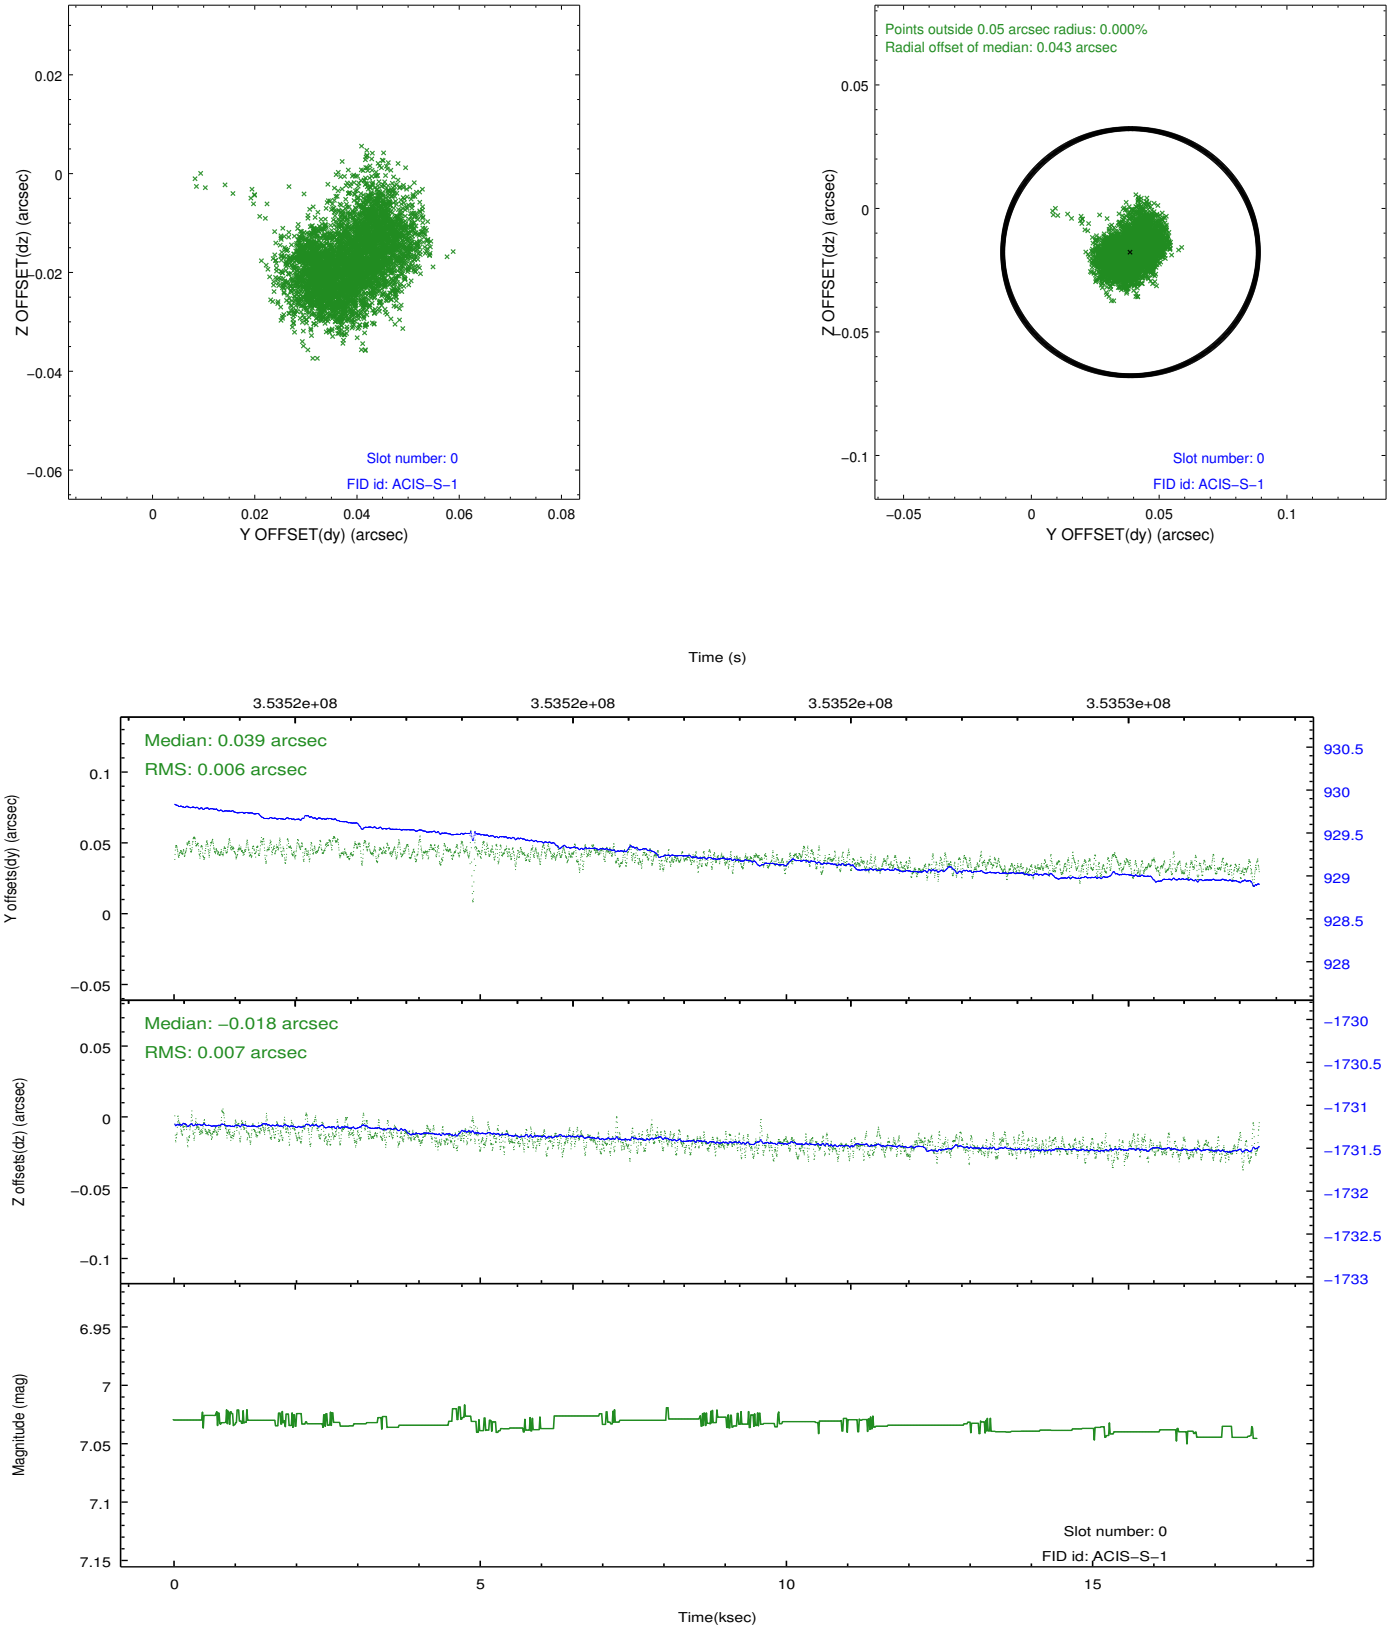 0.02
0
−0.02
−0.04
−0.06
Z OFFSET(dz) (arcsec)
Slot number: 0
FID id: ACIS−S−1
0
0.02
0.04
0.06
0.08
Y OFFSET(dy) (arcsec)
Points outside 0.05 arcsec radius: 0.000%
Radial offset of median: 0.043 arcsec
0.05
0
−0.05
−0.1
Z OFFSET(dz) (arcsec)
Slot number: 0
FID id: ACIS−S−1
−0.05
0
0.05
0.1
Y OFFSET(dy) (arcsec)
Time (s)
3.5352e+08
3.5352e+08
3.5352e+08
3.5353e+08
Median: 0.039 arcsec
RMS: 0.006 arcsec
0.1
0.05
0
−0.05
Y offsets(dy) (arcsec)
930.5
930
929.5
929
928.5
928
Median: −0.018 arcsec
RMS: 0.007 arcsec
0.05
0
−0.05
−0.1
Z offsets(dz) (arcsec)
−1730
−1730.5
−1731
−1731.5
−1732
−1732.5
−1733
6.95
7
7.05
7.1
7.15
Magnitude (mag)
Slot number: 0
FID id: ACIS−S−1
0
5
10
15
Time(ksec)